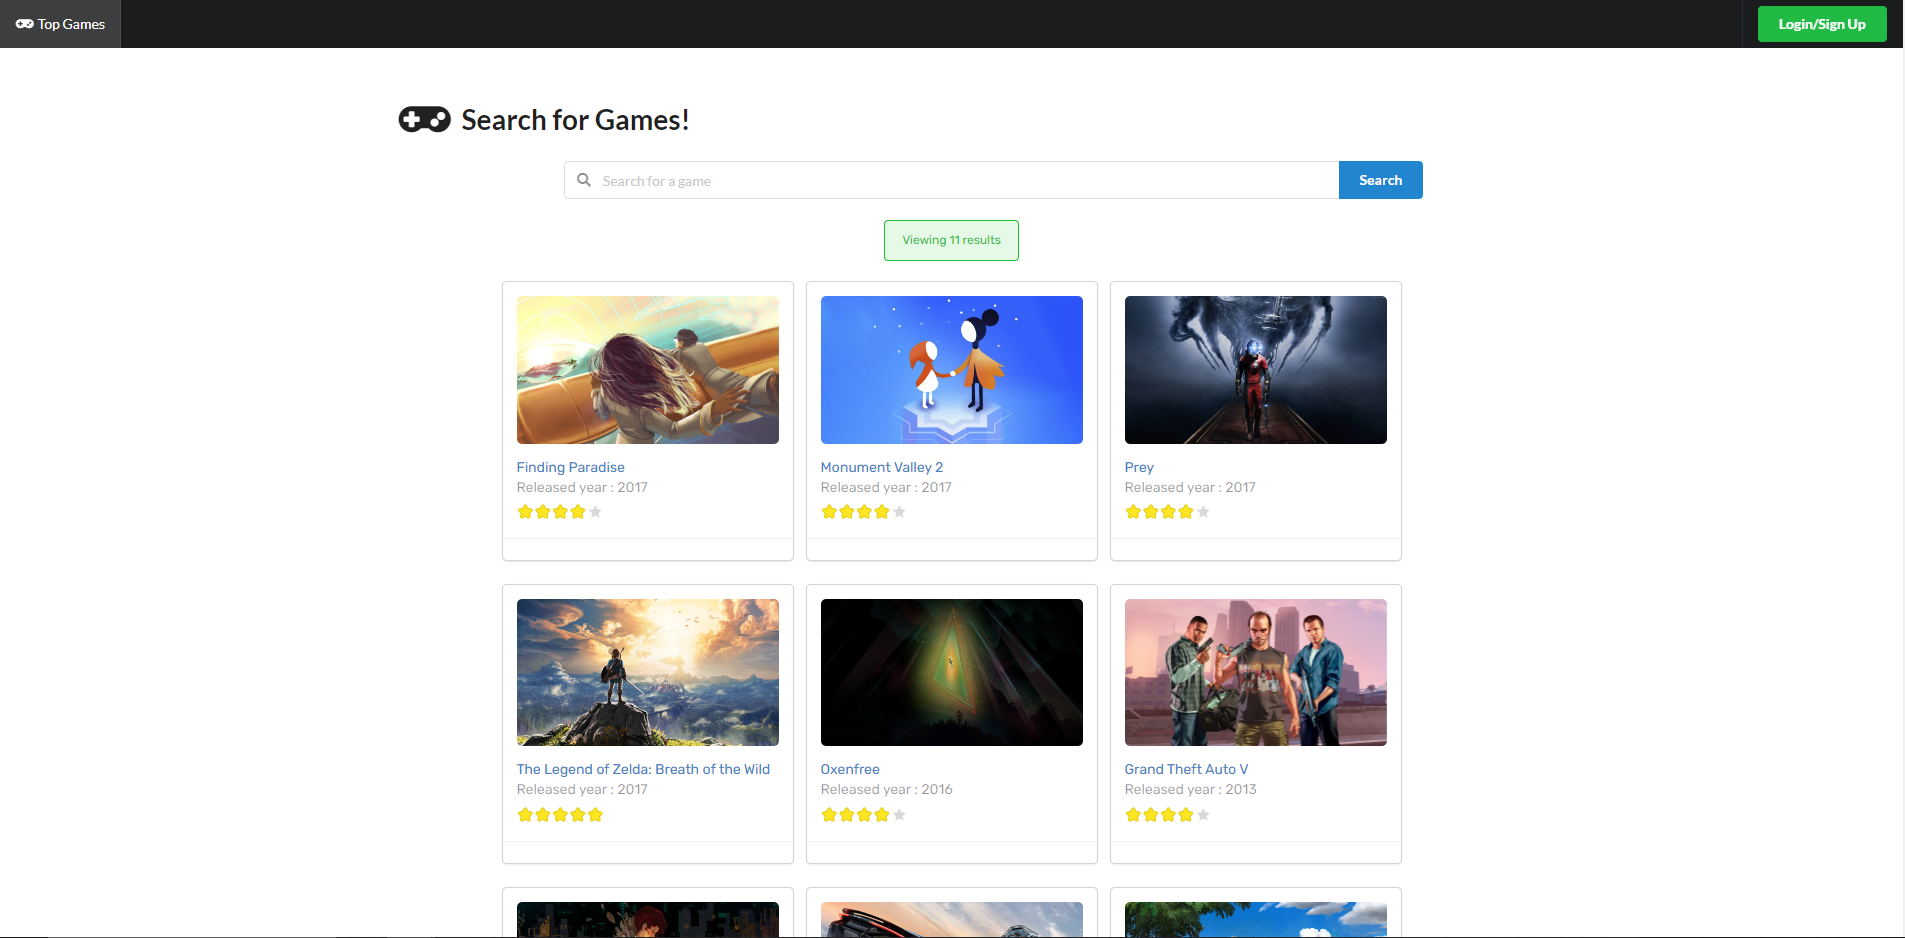 Top Games
Login/Sign Up
Search for Games!
Search for a game
Search
Viewing 11 results
Finding Paradise
Released year : 2017
Monument Valley 2
Released year : 2017
Prey
Released year : 2017
The Legend of Zelda: Breath of the Wild
Released year : 2017
Oxenfree
Released year : 2016
Grand Theft Auto V
Released year : 2013